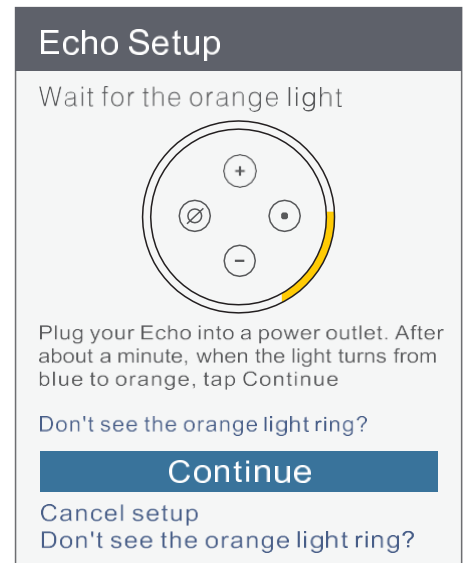 Echo Setup
Wait for the orange light
Plug your Echo into a power outlet. After
about a minute, when the light turns from
blue to orange, tap Continue
Don't see the orange light ring?
Continue
Cancel setup
Don't see the orange light ring?